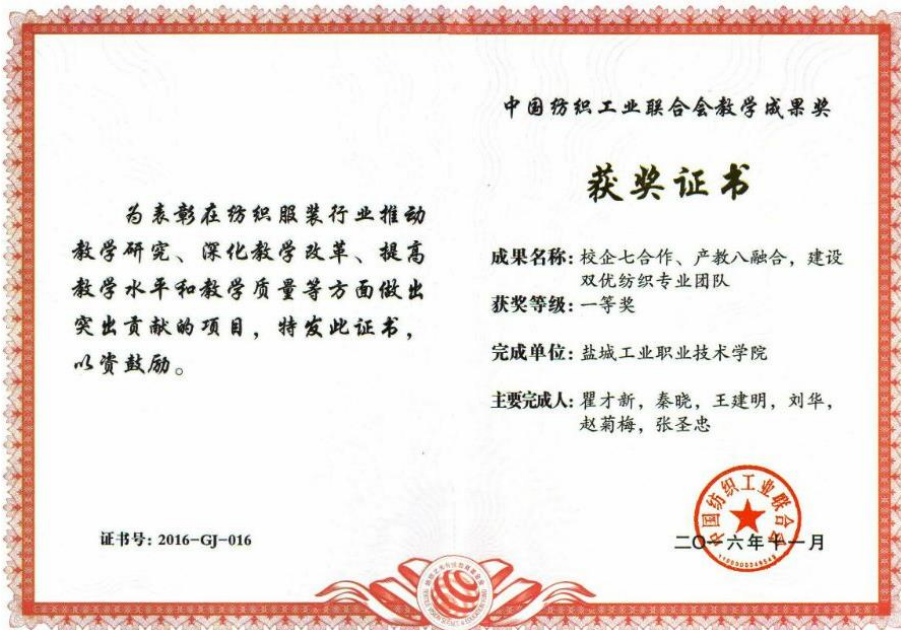 为表彰在纺织服装行业推动
教学研究、深化教学改革、提高
教学水平和教学质量等方面做出
突出贡献的项目，特发此证书，
以资鼓励。
证书号：2016-GJ-016
中国纺织工业联合会教学成果奖
获奖证书
成果名称：校企七合作、产教八融合，建设
双优纺织专业团队
获奖等级：一等奖
完成单位：盐城工业职业技术学院
主要完成人：瞿才新，秦晓，王建明，刘华，
赵菊梅，张圣忠
中国纺织工业联合会
二〇一六年十一月